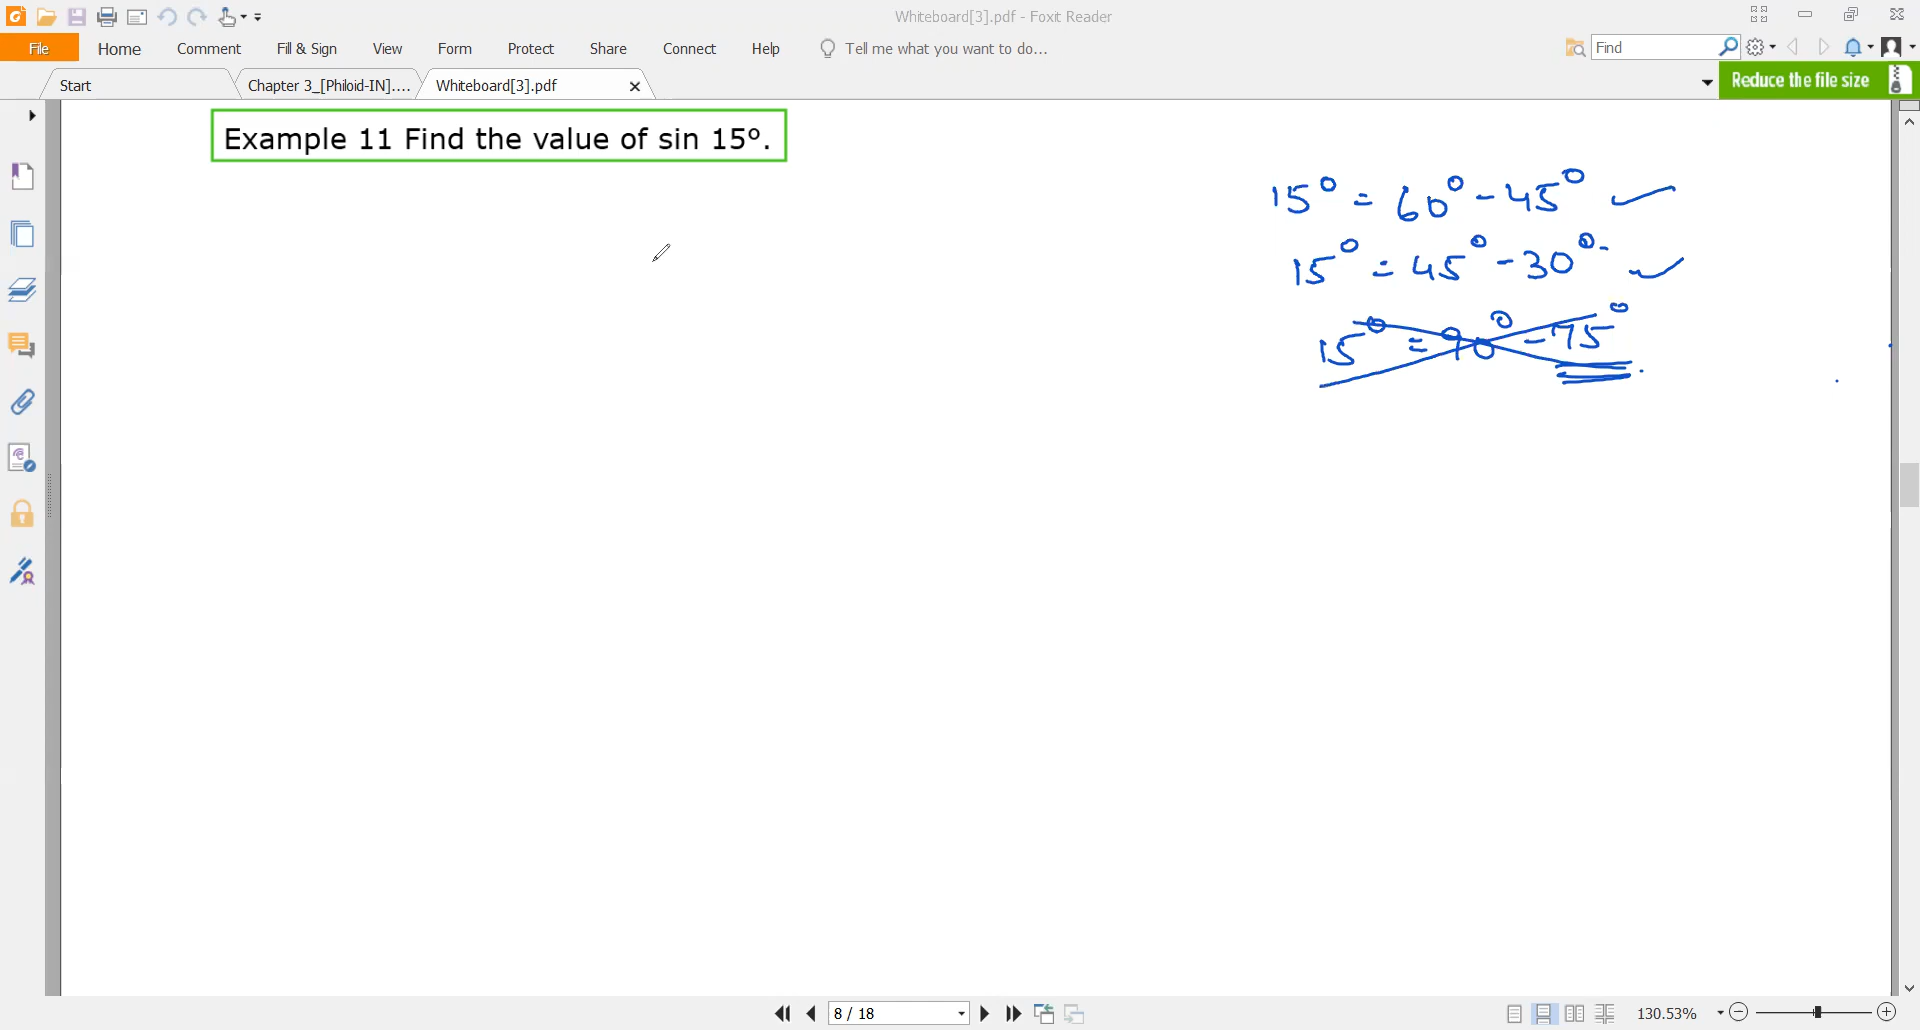 Whiteboard[3].pdf - Foxit Reader
File Home Comment Fill & Sign View Form Protect Share Connect Help Tell me what you want to do... Find
Start Chapter 3_[Philoid-IN].... Whiteboard[3].pdf Reduce the file size
Example 11 Find the value of sin 15°.
15° = 60° - 45°
15° = 45° - 30°
15° = 90° - 75°
8 / 18 130.53%